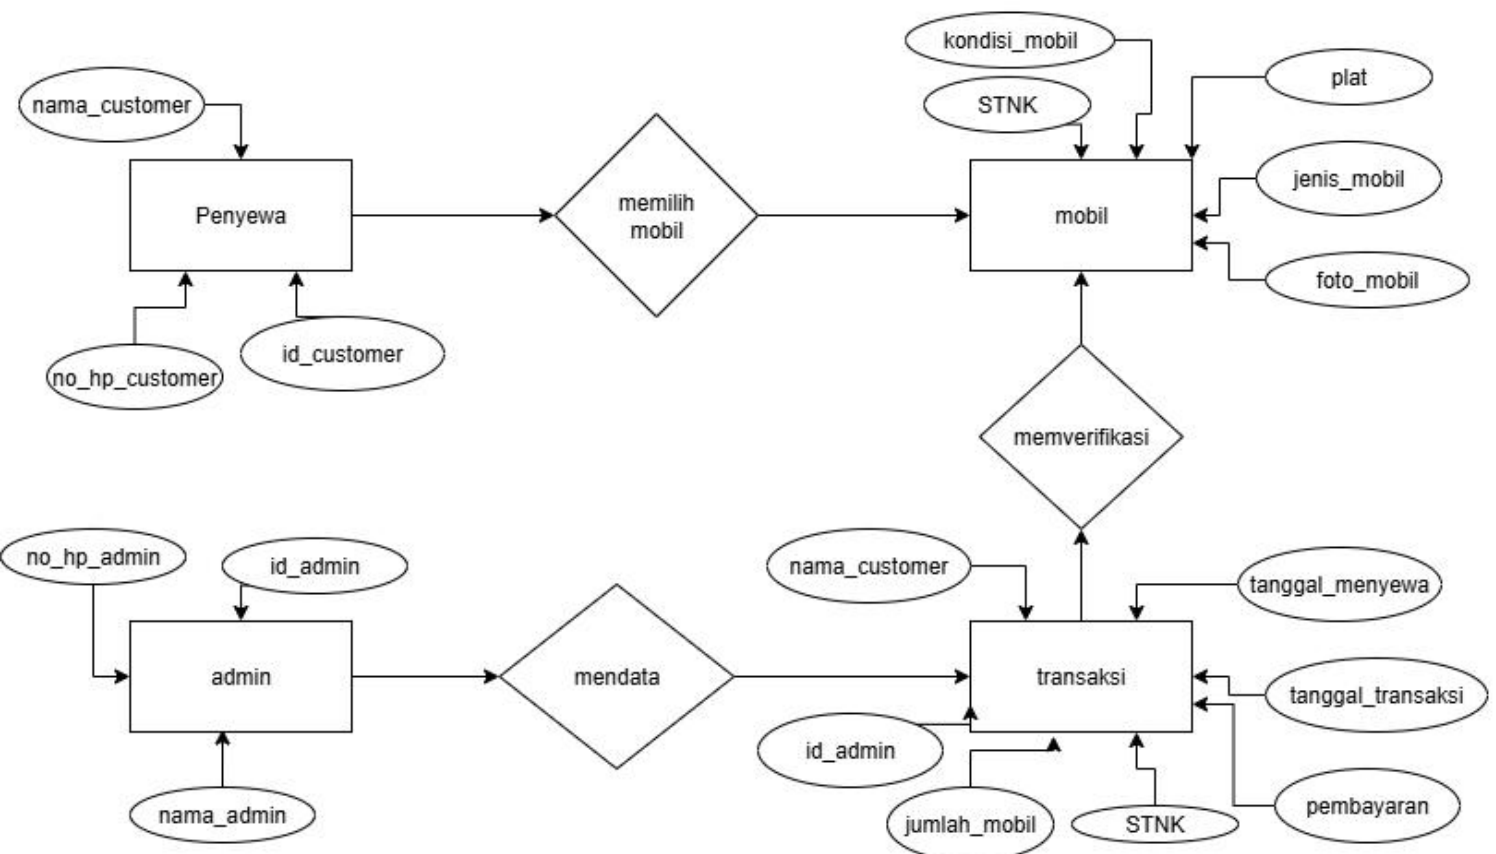 kondisi_mobil
plat
nama_customer
STNK
jenis_mobil
Penyewa
memilih
mobil
mobil
foto_mobil
id_customer
no_hp_customer
memverifikasi
no_hp_admin
id_admin
nama_customer
tanggal_menyewa
admin
mendata
transaksi
tanggal_transaksi
id_admin
pembayaran
nama_admin
jumlah_mobil
STNK